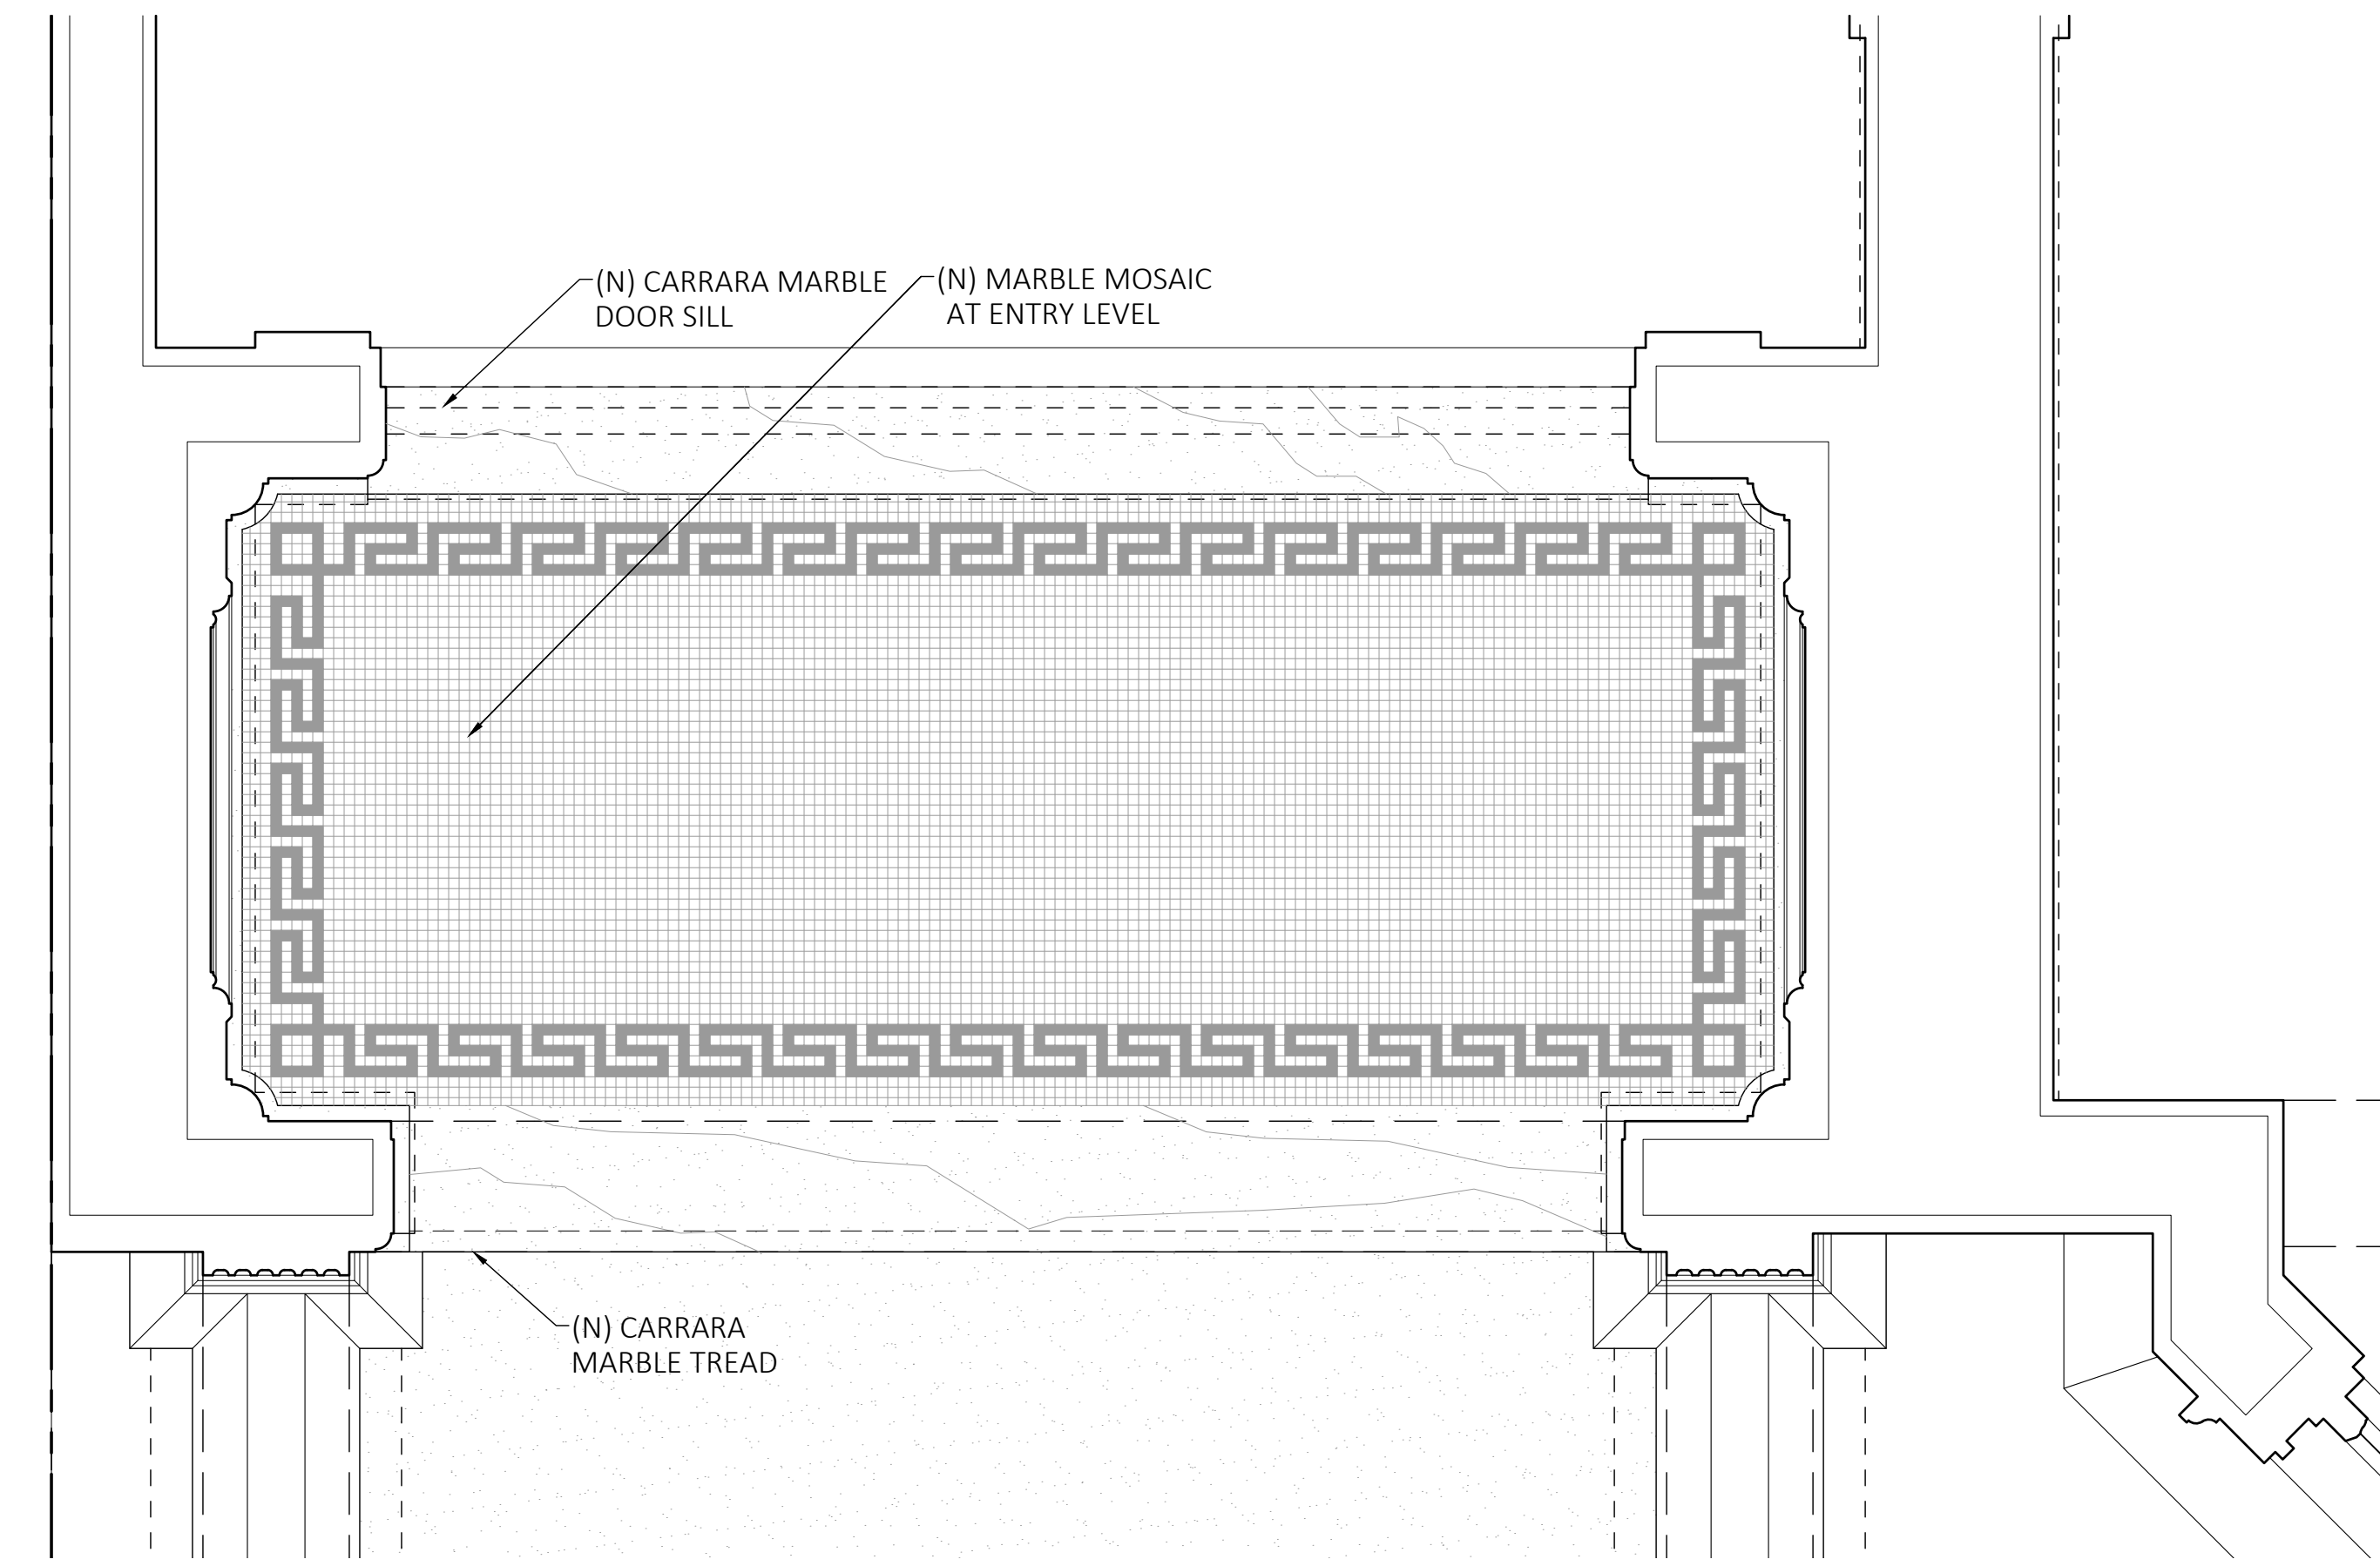 (N) CARRARA MARBLE
DOOR SILL
(N) MARBLE MOSAIC
AT ENTRY LEVEL
(N) CARRARA
MARBLE TREAD